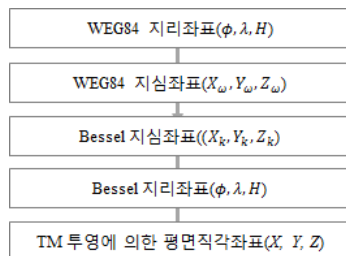 WEG84 지리좌표(ϕ, λ, H)
WEG84 지심좌표(X_ω, Y_ω, Z_ω)
Bessel 지심좌표((X_k, Y_k, Z_k)
Bessel 지리좌표(ϕ, λ, H)
TM 투영에 의한 평면직각좌표(X, Y, Z)